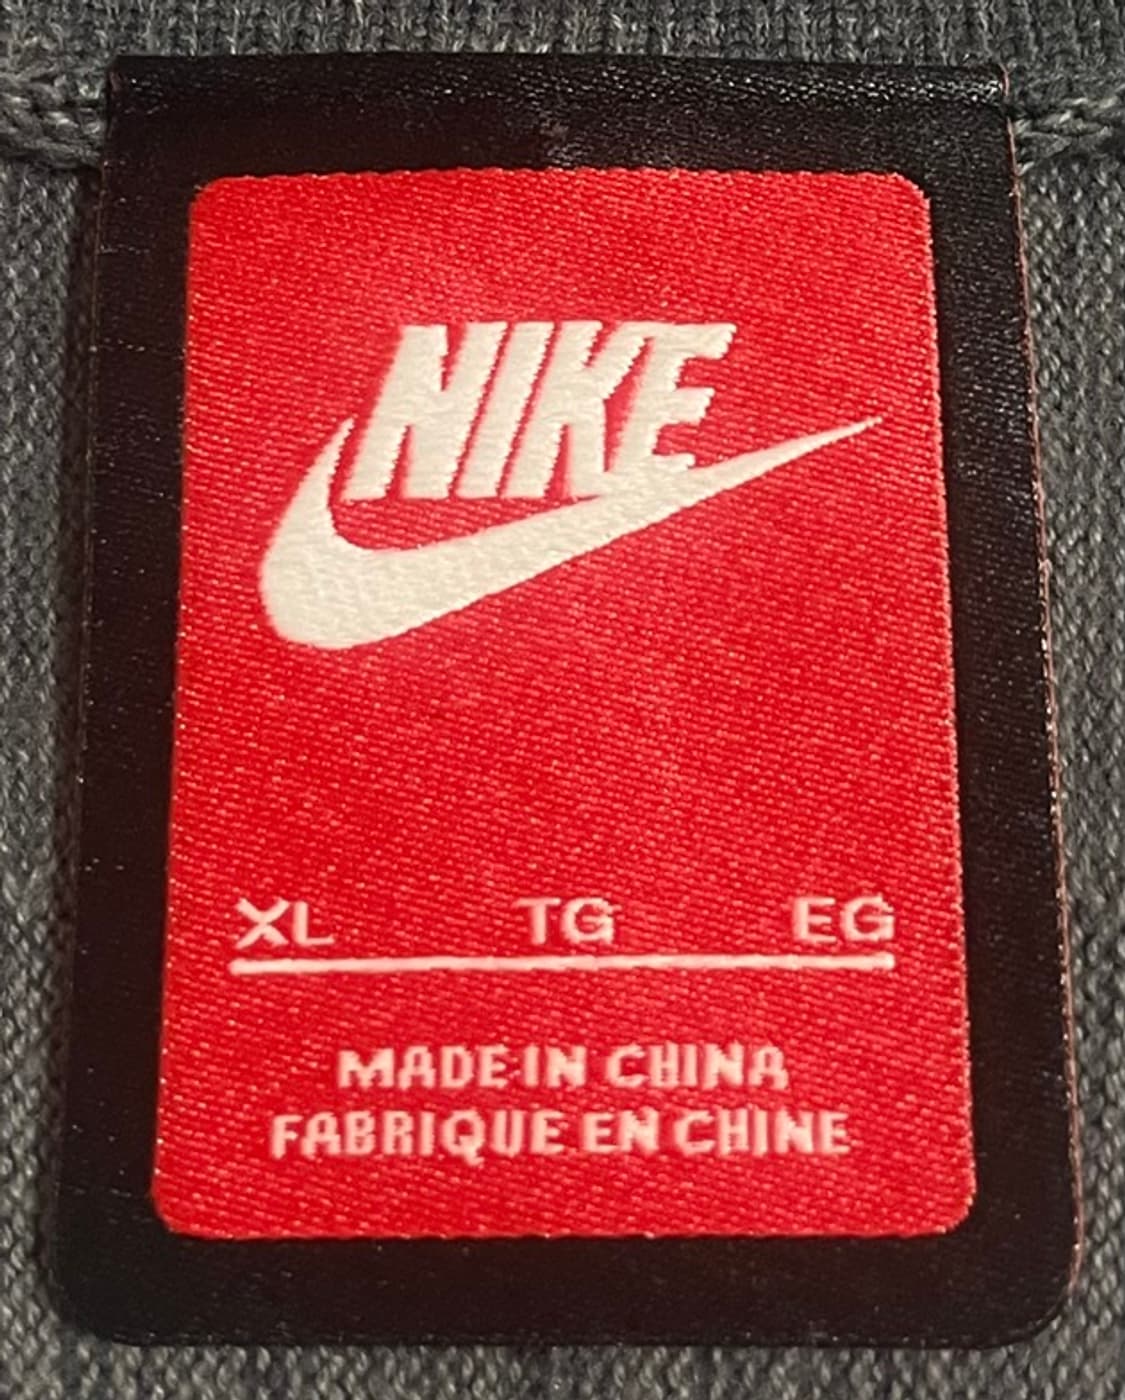 NIKE
XL TG EG
MADE IN CHINA
FABRIQUE EN CHINE